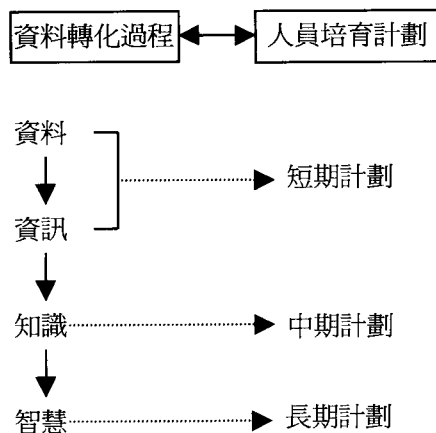 資料轉化過程 人員培育計劃
資料
短期計劃
資訊
知識 中期計劃
智慧 長期計劃